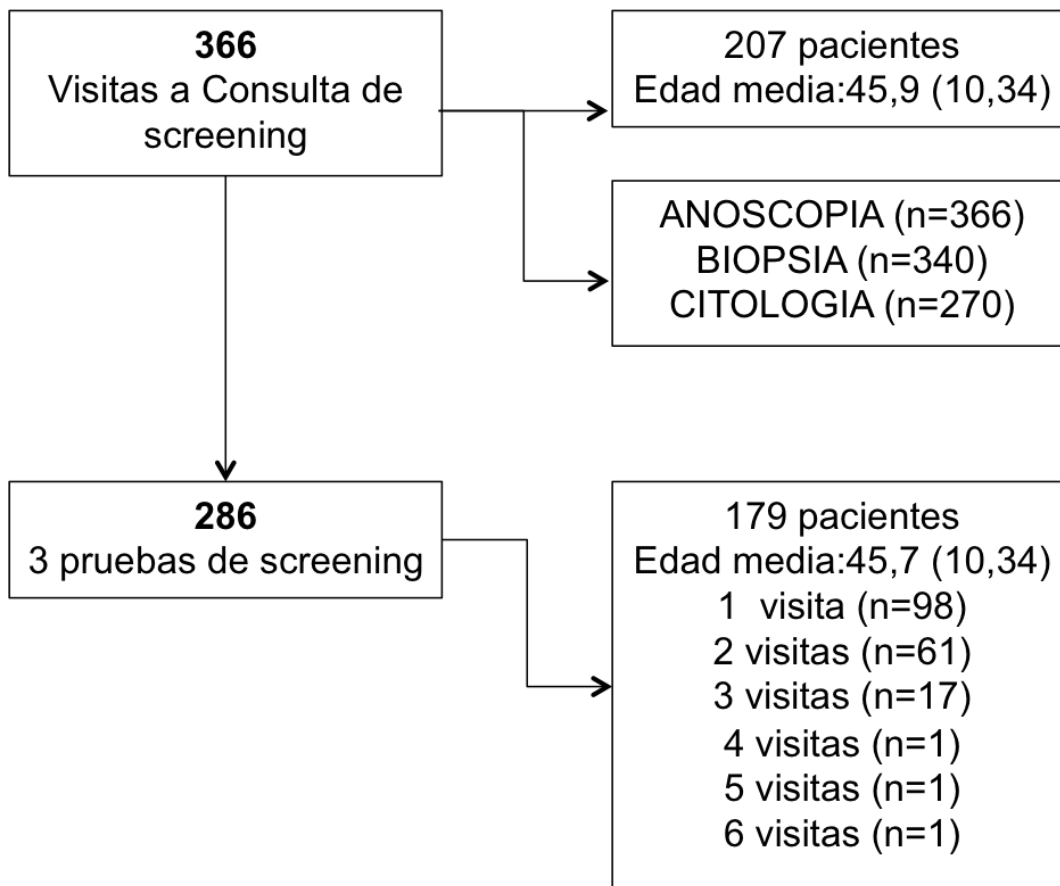 366
Visitas a Consulta de
screening
207 pacientes
Edad media:45,9 (10,34)
ANOSCOPIA (n=366)
BIOPSIA (n=340)
CITOLOGIA (n=270)
286
3 pruebas de screening
179 pacientes
Edad media:45,7 (10,34)
1 visita (n=98)
2 visitas (n=61)
3 visitas (n=17)
4 visitas (n=1)
5 visitas (n=1)
6 visitas (n=1)